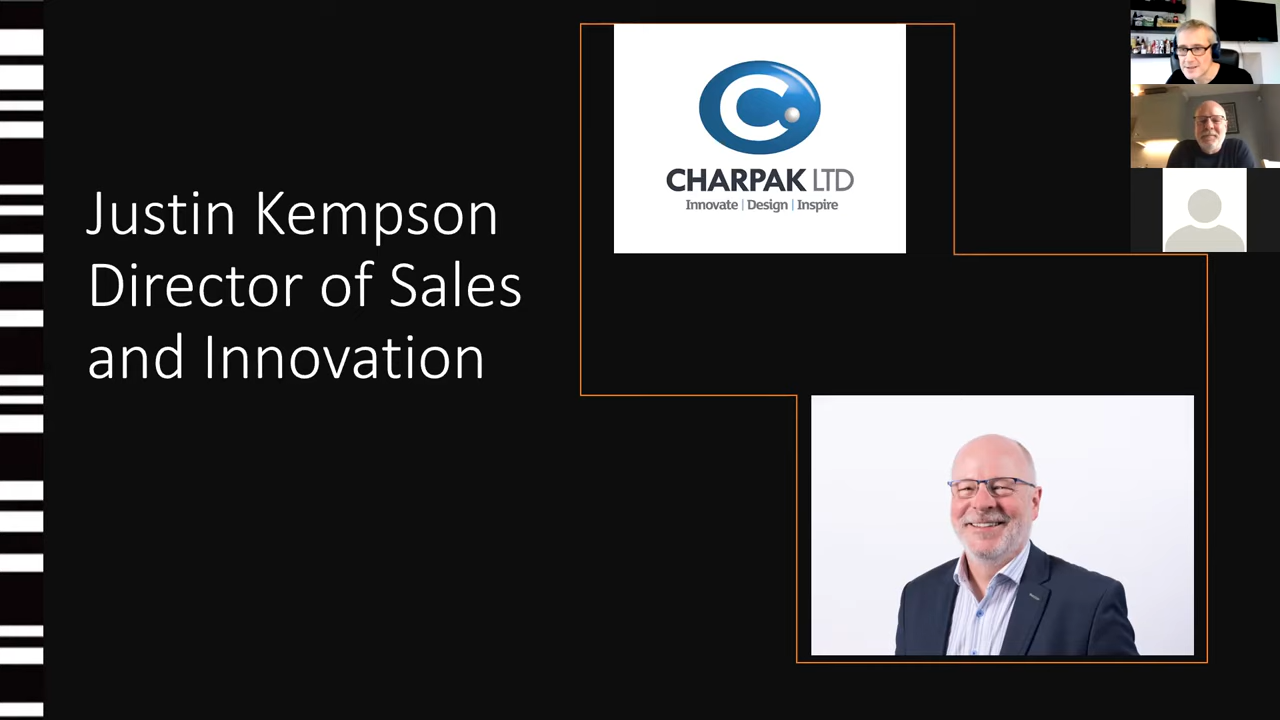 Justin Kempson
Director of Sales
and Innovation
CHARPAK LTD
Innovate | Design | Inspire